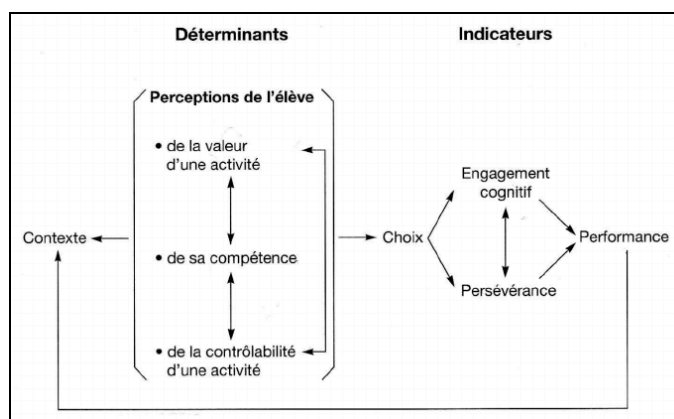 Déterminants
Indicateurs
Perceptions de l'élève
• de la valeur
d'une activité
Engagement
cognitif
Contexte
• de sa compétence
Choix
Performance
Persévérance
• de la contrôlabilité
d'une activité